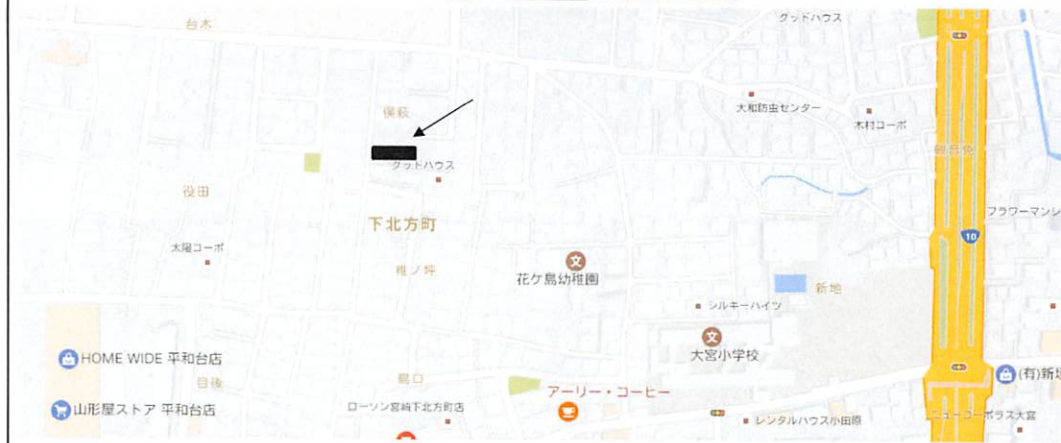 台木
グッドハウス
大和防虫センター
木村コーポ
俣萩
グッドハウス
役田
下北方町
フラワーマンシ
10
太陽コーポ
椎ノ坪
文
花ケ島幼稚園
新地
シルキーハイツ
文
大宮小学校
HOME WIDE 平和台店
目後
島口
アーリー・コーヒー
(有)新垣
山形屋ストア 平和台店
ローソン宮崎下北方町店
レンタルハウス小田原
ニューコーポラス大宮